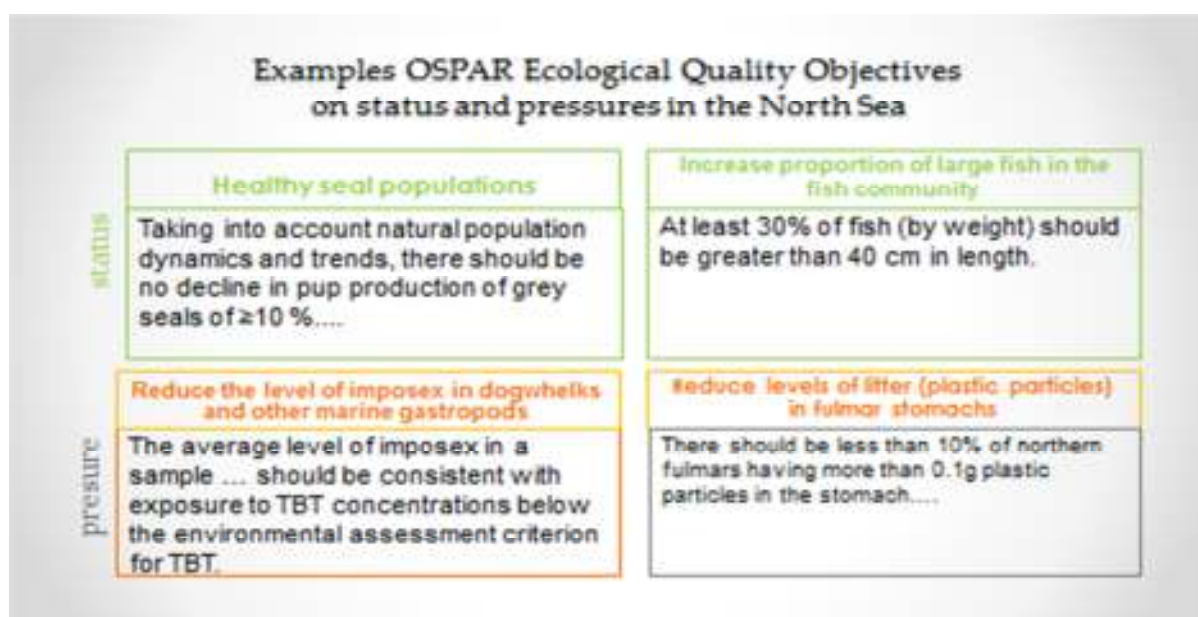 Examples OSPAR Ecological Quality Objectives
on status and pressures in the North Sea
status
Healthy seal populations
Taking into account natural population
dynamics and trends, there should be
no decline in pup production of grey
seals of ≥10 %....
Increase proportion of large fish in the
fish community
At least 30% of fish (by weight) should
be greater than 40 cm in length.
presure
Reduce the level of imposex in dogwhelks
and other marine gastropods
The average level of imposex in a
sample ... should be consistent with
exposure to TBT concentrations below
the environmental assessment criterion
for TBT.
Reduce levels of litter (plastic particles)
in fulmar stomachs
There should be less than 10% of northern
fulmars having more than 0.1g plastic
particles in the stomach....